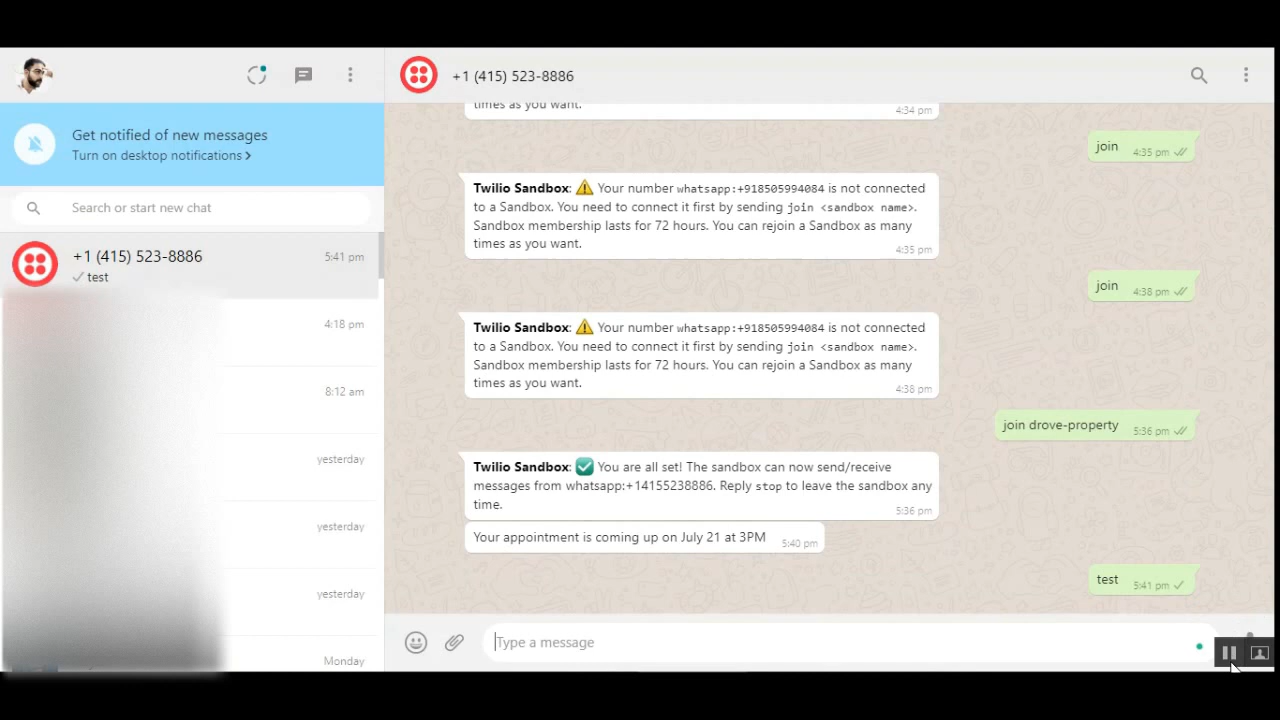 +1 (415) 523-8886
Get notified of new messages
Turn on desktop notifications >
Search or start new chat
+1 (415) 523-8886
5:41 pm
test
4:18 pm
8:12 am
yesterday
yesterday
yesterday
Monday
times as you want.
4:34 pm
join
4:35 pm
Twilio Sandbox: ⚠️ Your number whatsapp:+918505994084 is not connected
to a Sandbox. You need to connect it first by sending join <sandbox name>.
Sandbox membership lasts for 72 hours. You can rejoin a Sandbox as many
times as you want.
4:35 pm
join
4:38 pm
Twilio Sandbox: ⚠️ Your number whatsapp:+918505994084 is not connected
to a Sandbox. You need to connect it first by sending join <sandbox name>.
Sandbox membership lasts for 72 hours. You can rejoin a Sandbox as many
times as you want.
4:38 pm
join drove-property
5:36 pm
Twilio Sandbox: ✅ You are all set! The sandbox can now send/receive
messages from whatsapp:+14155238886. Reply stop to leave the sandbox any
time.
5:36 pm
Your appointment is coming up on July 21 at 3PM
5:40 pm
test
5:41 pm
Type a message